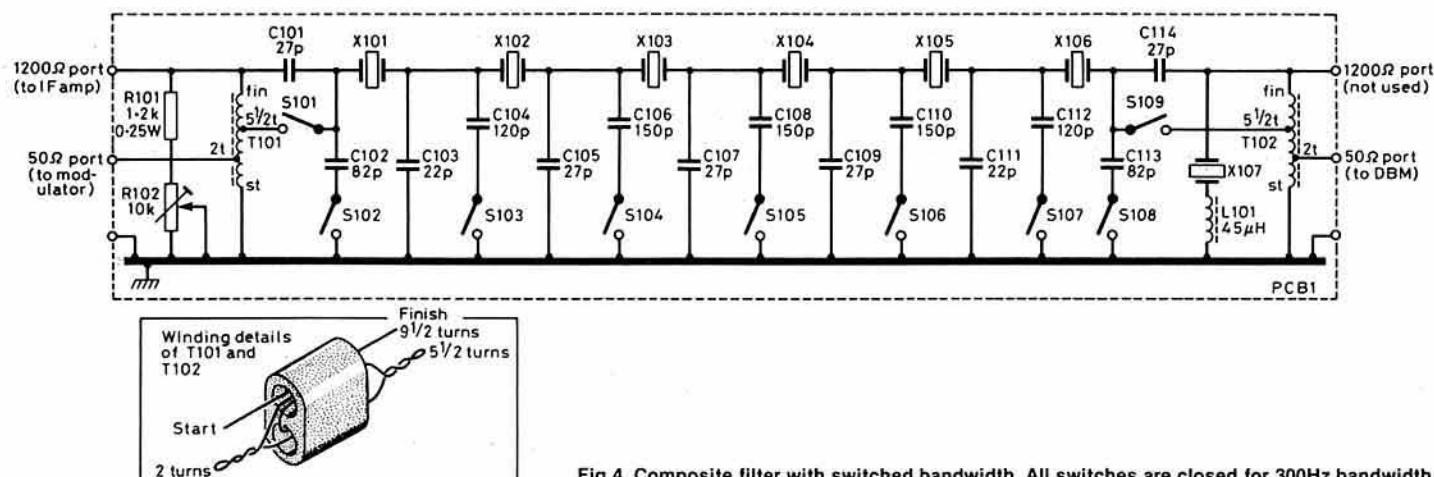 C101
27p
X101
X102
X103
X104
X105
X106
C114
27p
1200Ω port
(to IF amp)
R101
1·2k
0·25W
fin
5½t
T101
S101
C104
120p
C106
150p
C108
150p
C110
150p
C112
120p
S109
fin
5½t
T102
1200Ω port
(not used)
50Ω port
(to mod-
ulator)
2t
st
R102
10k
C102
82p
C103
22p
C105
27p
C107
27p
C109
27p
C111
22p
C113
82p
X107
2t
st
50Ω port
(to DBM)
S102
S103
S104
S105
S106
S107
S108
L101
45μH
PCB1
Winding details
of T101 and
T102
Finish
9½ turns
5½ turns
Start
2 turns
Fig 4. Composite filter with switched bandwidth. All switches are closed for 300Hz bandwidth